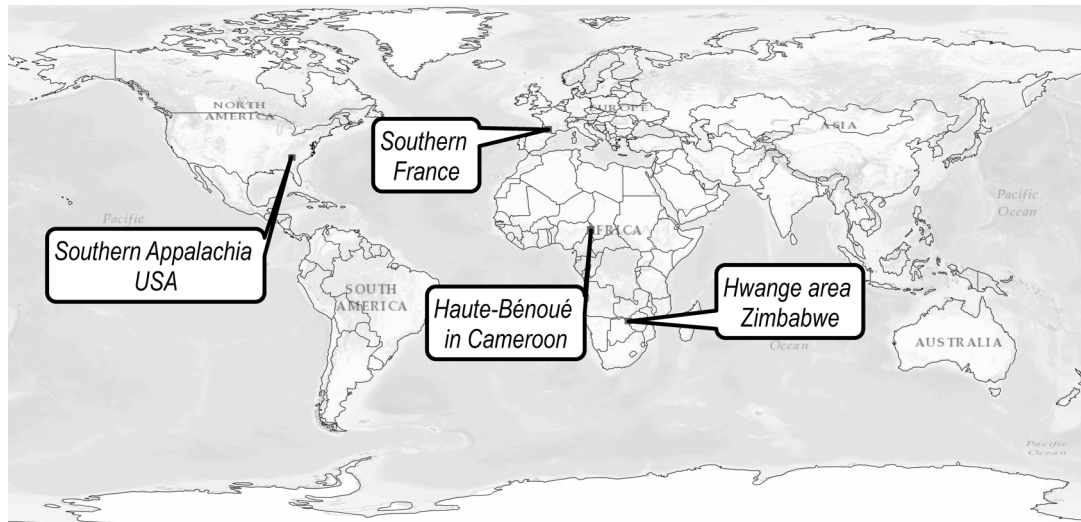 NORTH
AMERICA
EUROPE
ASIA
Southern
France
Pacific
Ocean
Pacific
AFRICA
Southern Appalachia
USA
SOUTH
AMERICA
Haute-Bénoué
in Cameroon
Hwange area
Zimbabwe
Ocean
AUSTRALIA
Pacific
Ocean